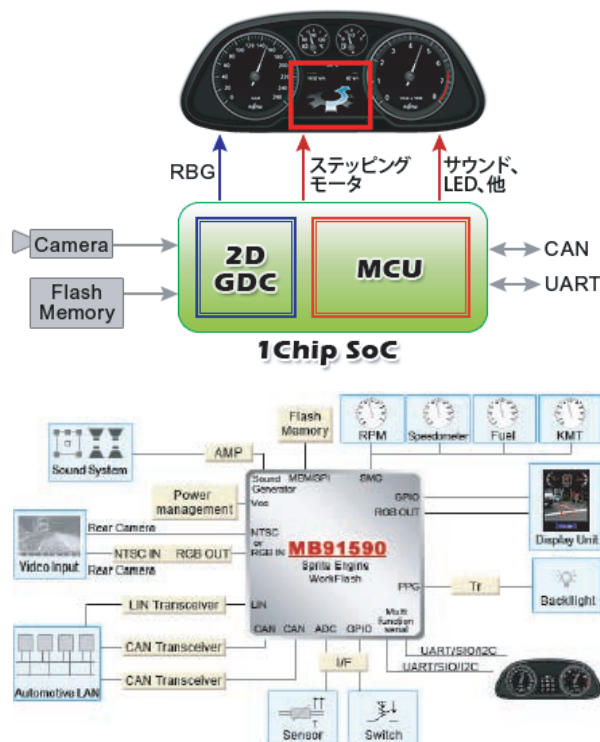 RBG
ステッピング
モータ
サウンド、
LED、他
Camera
Flash
Memory
2D
GDC
MCU
CAN
UART
1Chip SoC
Flash
Memory
RPM
Speedometer
Fuel
KMT
Sound System
AMP
Sound
Generator
MEM/SPI
SMC
Power
management
Vcc
GPIO
RGB OUT
Rear Camera
NTSC
or
RGB IN
MB91590
Sprite Engine
WorkFlash
Display Unit
NTSC IN
RGB OUT
Video Input
Rear Camera
PPG
Tr
Backlight
LIN Transceiver
LIN
Multi
function
serial
CAN
CAN
ADC
GPIO
CAN Transceiver
UART/SIO/I2C
I/F
UART/SIO/I2C
CAN Transceiver
Automotive LAN
Sensor
Switch